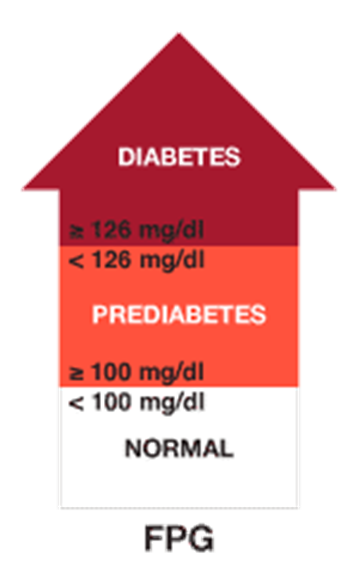 DIABETES
≥ 126 mg/dl
< 126 mg/dl
PREDIABETES
≥ 100 mg/dl
< 100 mg/dl
NORMAL
FPG